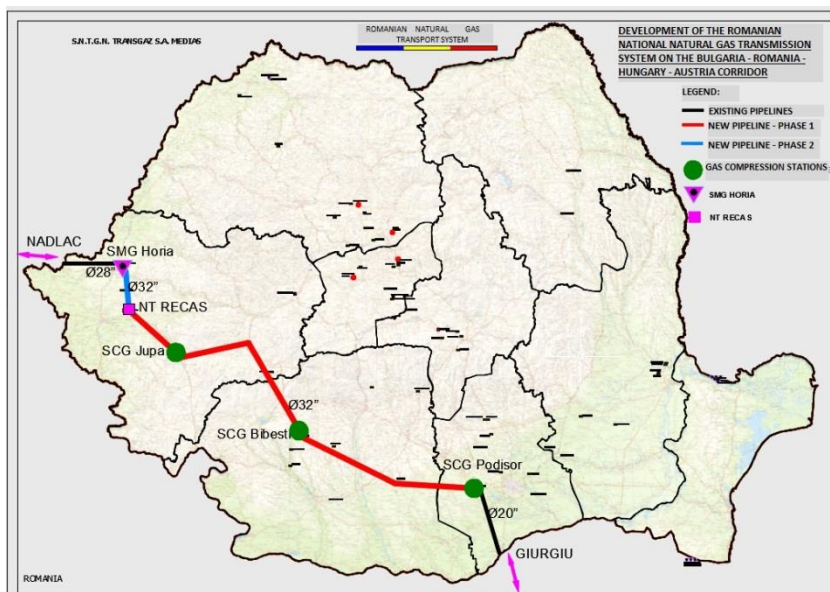 S.N.T.G.N. TRANSGAZ S.A. MEDIAS
ROMANIAN NATURAL GAS
TRANSPORT SYSTEM
DEVELOPMENT OF THE ROMANIAN
NATIONAL NATURAL GAS TRANSMISSION
SYSTEM ON THE BULGARIA - ROMANIA -
HUNGARY - AUSTRIA CORRIDOR
LEGEND:
EXISTING PIPELINES
NEW PIPELINE - PHASE 1
NEW PIPELINE - PHASE 2
GAS COMPRESSION STATIONS
SMG HORIA
NT RECAS
NADLAC
SMG Horia
Ø28"
Ø32"
NT RECAS
SCG Jupa
Ø32"
SCG Bibesti
SCG Podisor
Ø20"
GIURGIU
ROMANIA